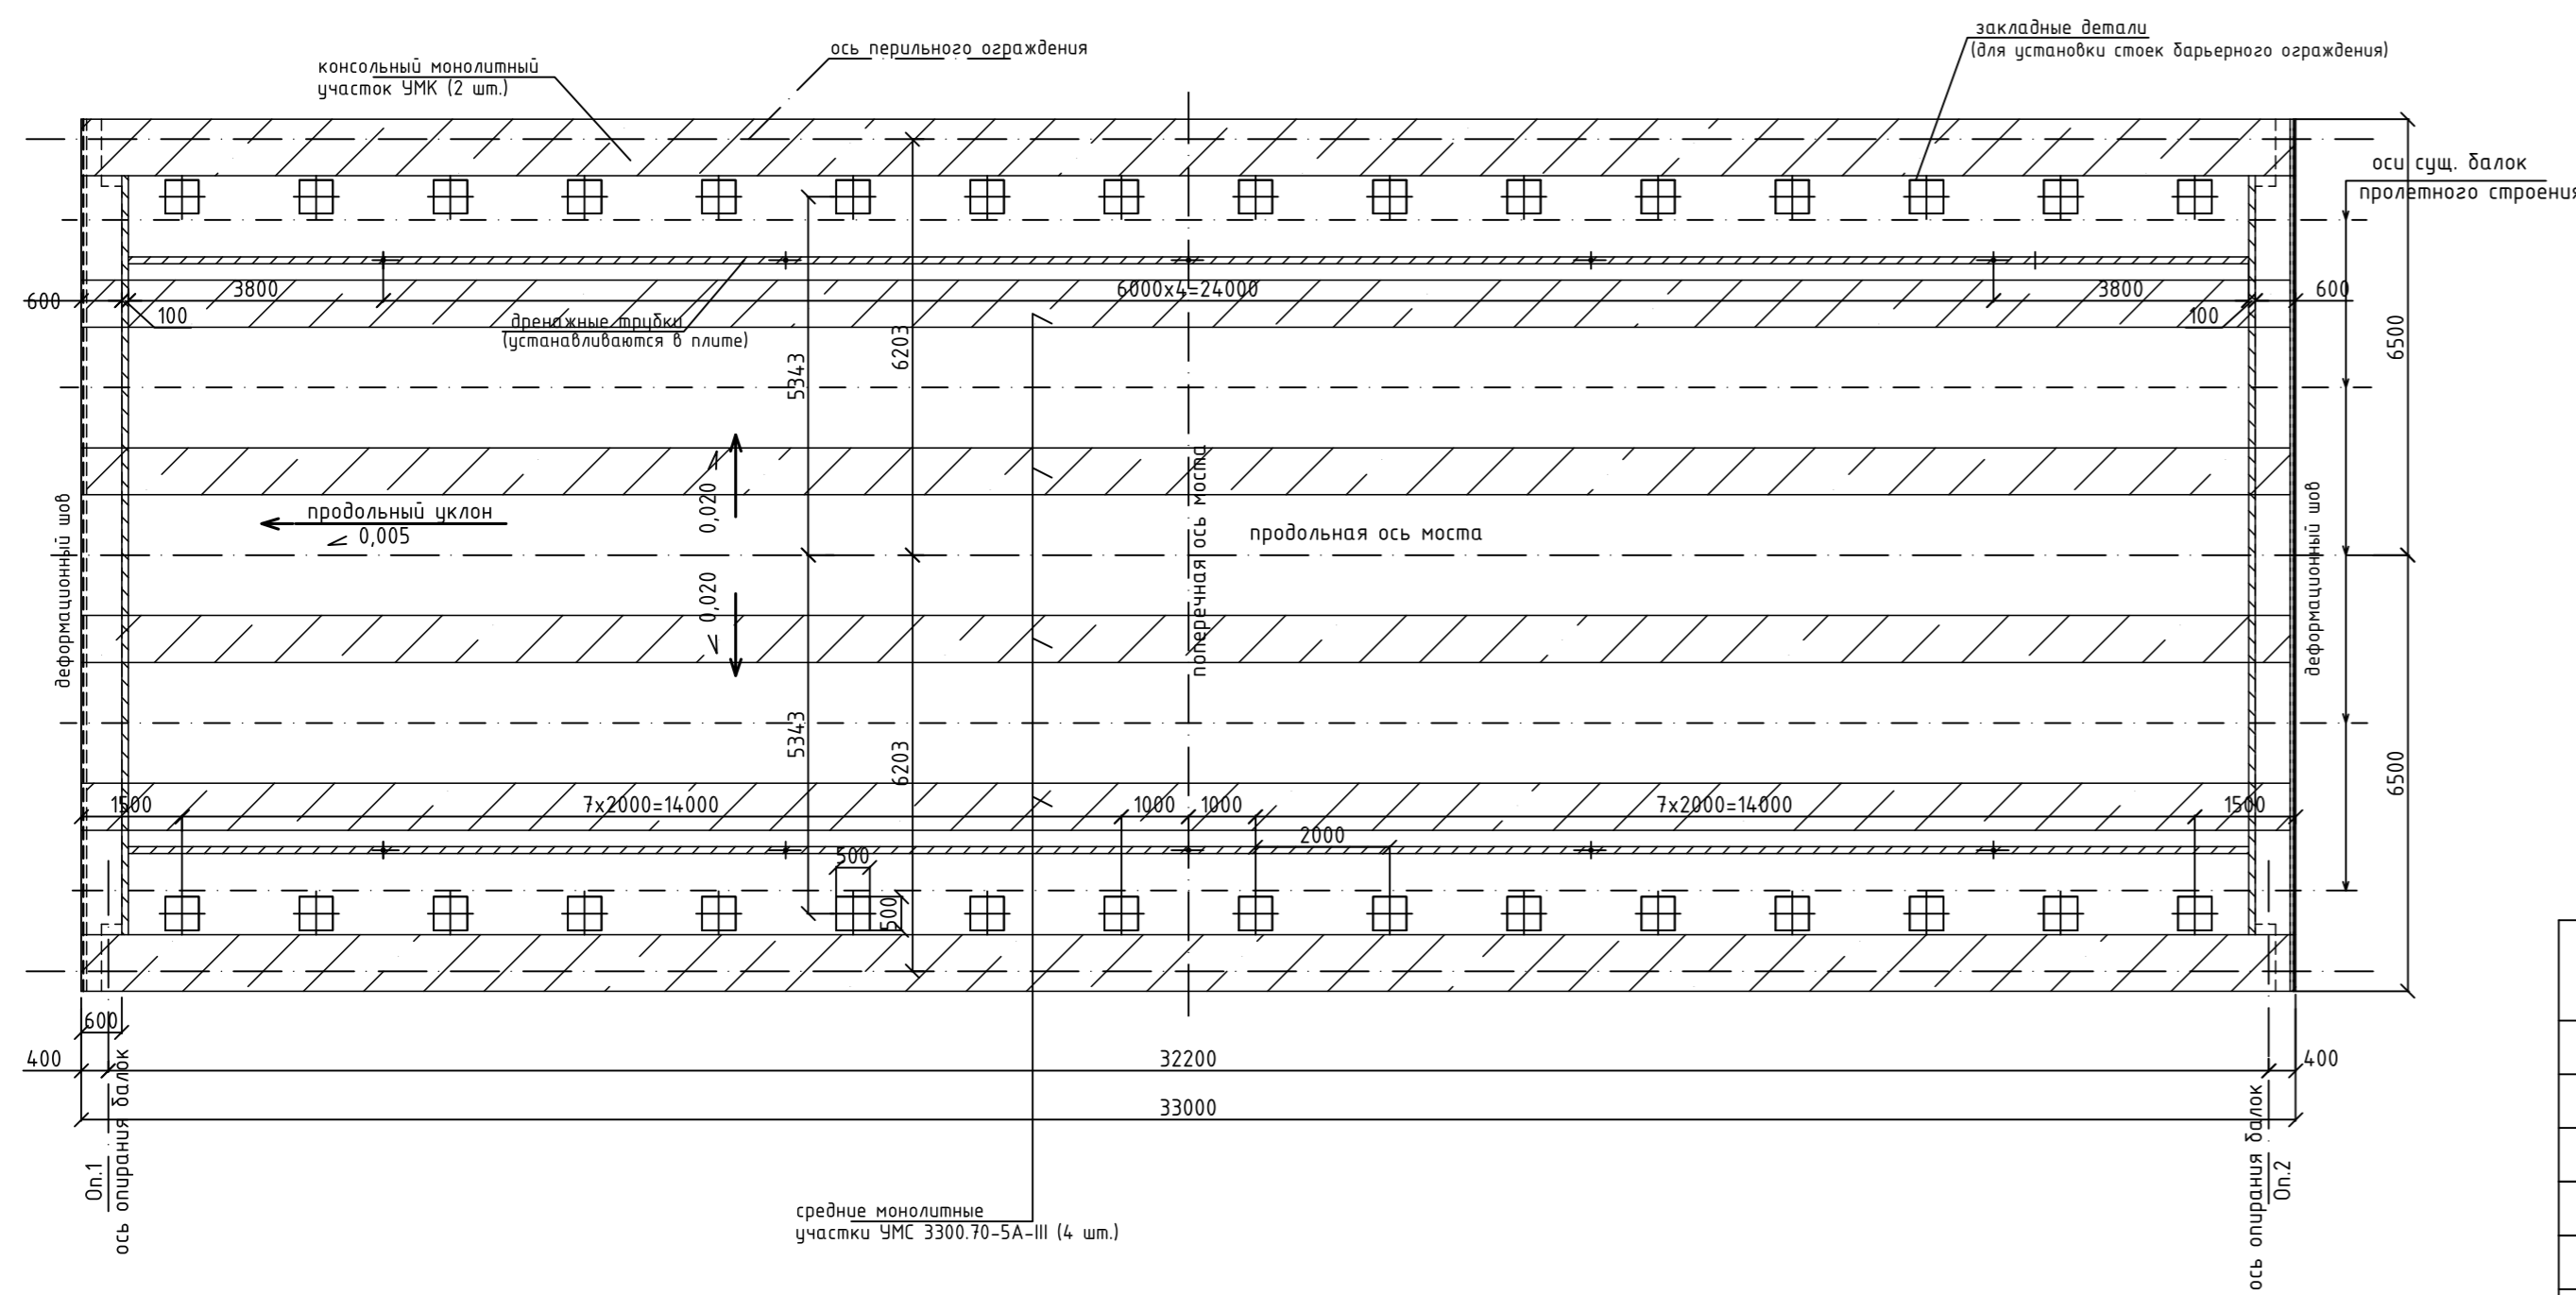 консольный монолитный
участок УМК (2 шт.)
ось перильного ограждения
закладные детали
(для установки стоек барьерного ограждения)
оси сущ. балок
пролетного строения
600
3800
6000х4=24000
3800
600
100
100
дренажные трубки
(устанавливаются в плите)
5343
6203
6500
деформационный шов
продольный уклон
0,005
0,020
0,020
поперечная ось моста
продольная ось моста
деформационный шов
5343
6203
6500
1500
7х2000=14000
1000
1000
7х2000=14000
1500
2000
500
500
600
400
32200
400
33000
Оп.1
ось опирания балок
ось опирания балок
Оп.2
средние монолитные
участки УМС 3300.70-5А-III (4 шт.)